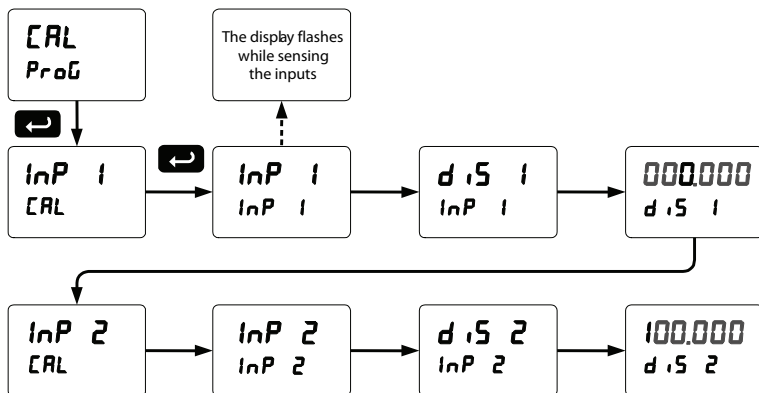 CAL
ProG
The display flashes
while sensing
the inputs
InP 1
CAL
InP 1
InP 1
diS 1
InP 1
000.000
diS 1
InP 2
CAL
InP 2
InP 2
diS 2
InP 2
100.000
diS 2